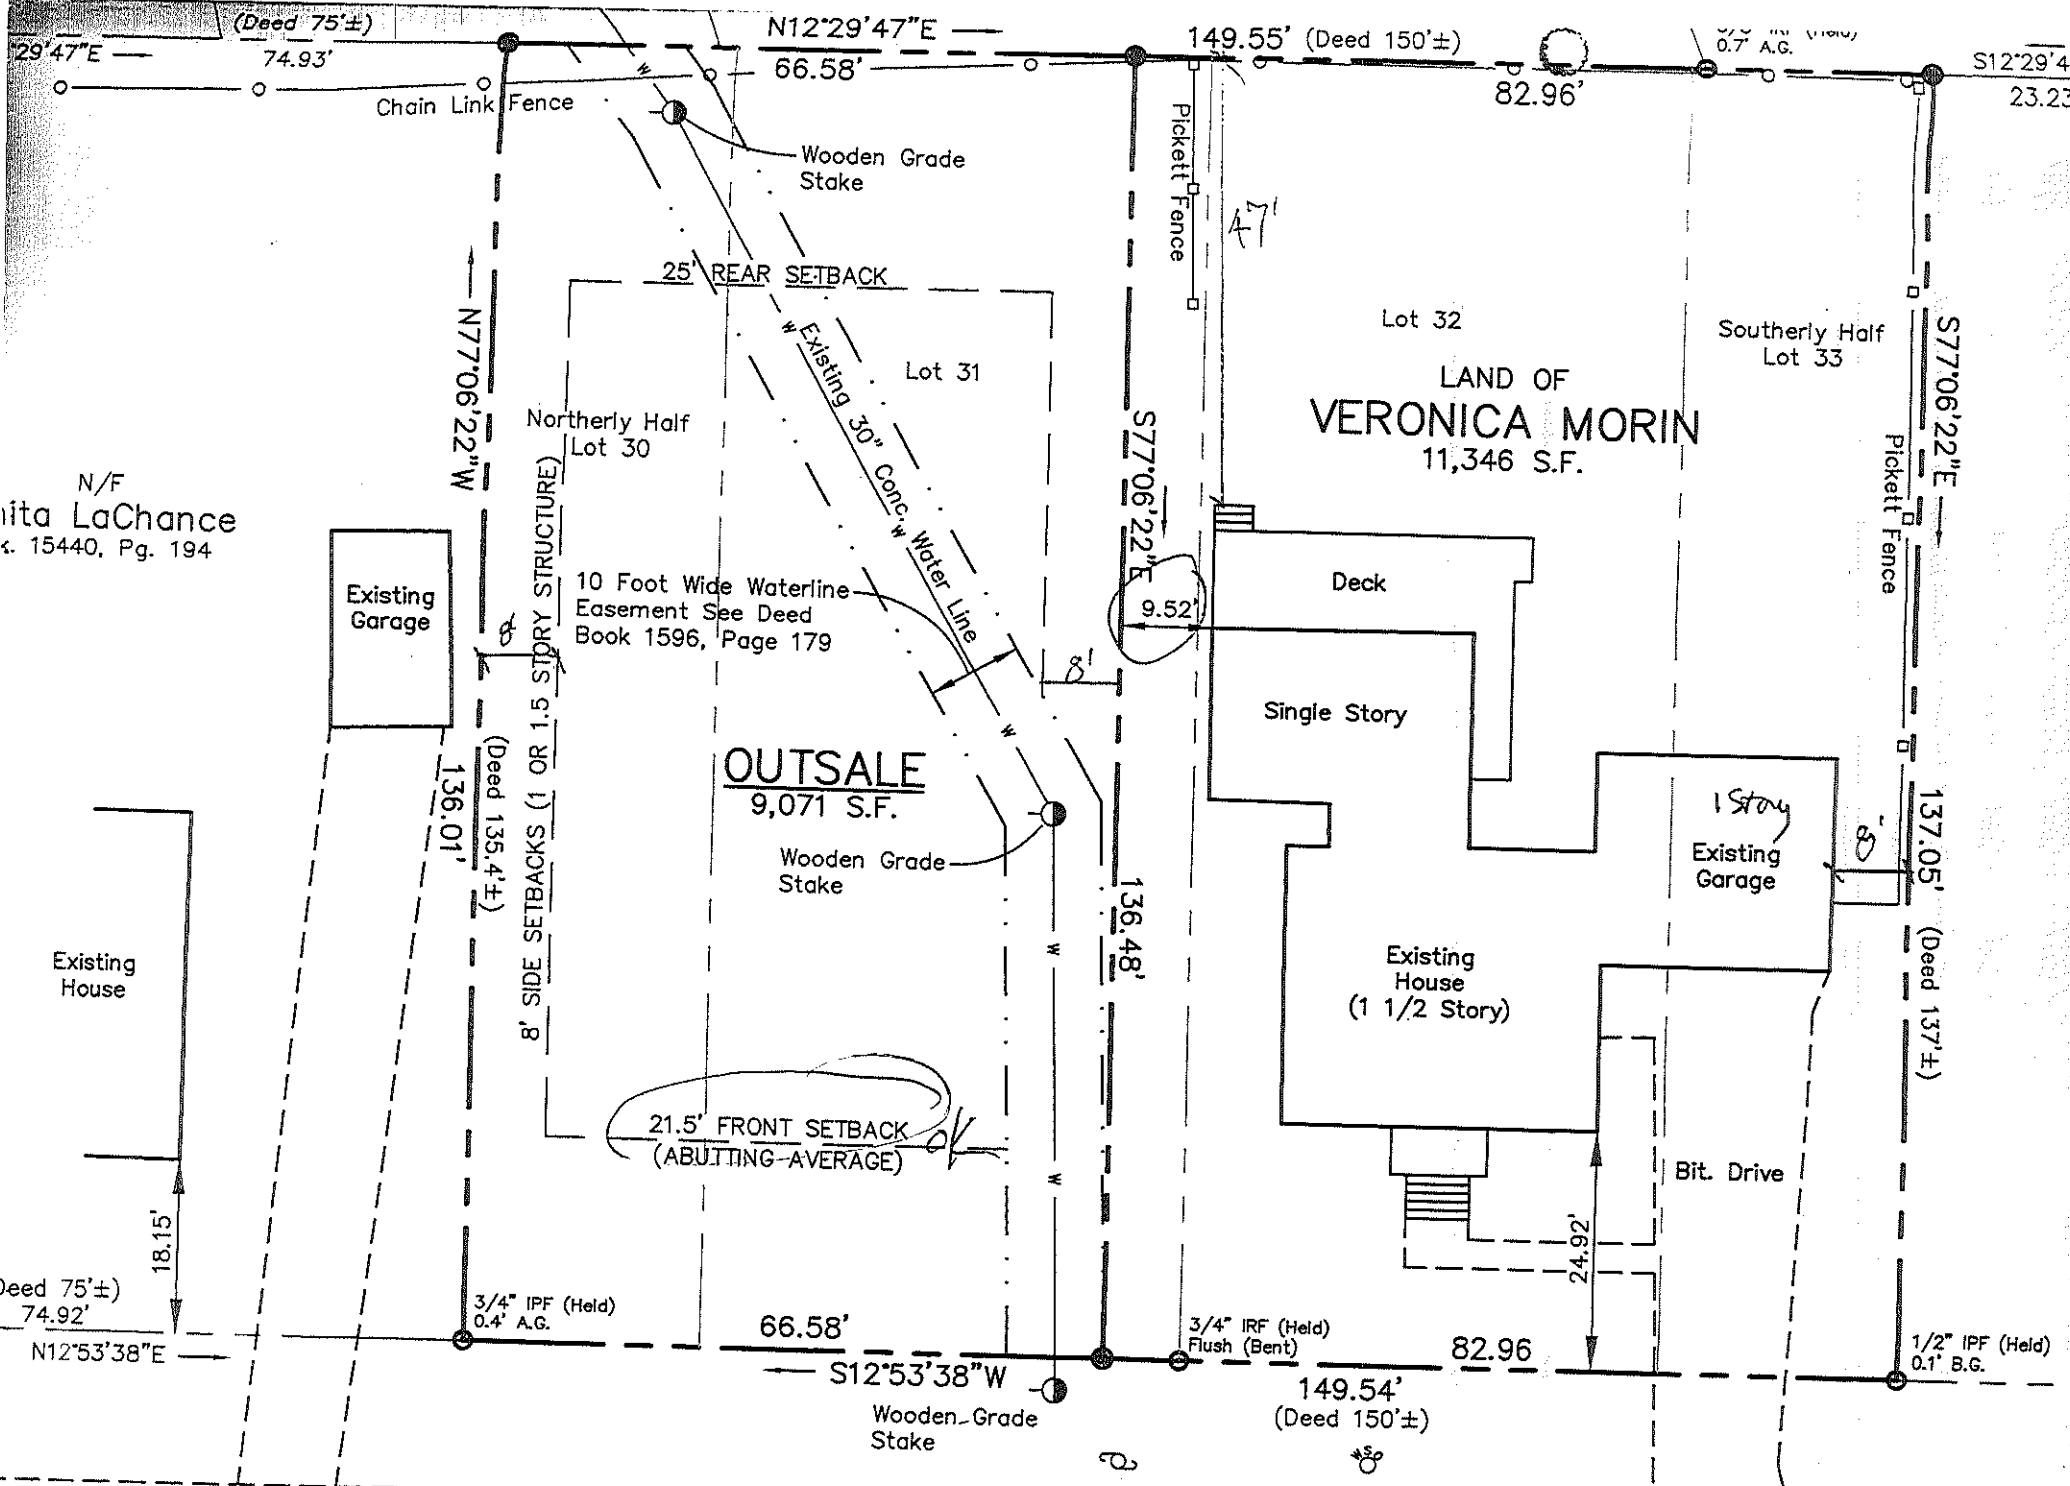 (Deed 75'±)
N12°29'47"E
29'47"E
74.93'
66.58'
149.55' (Deed 150'±)
0.7' A.G.
S12°29'4
82.96'
23.23
Chain Link Fence
Wooden Grade
Stake
Pickett Fence
47'
25' REAR SETBACK
N77°06'22"W
Existing 30" Conc. Water Line
W
W
W
W
W
W
Lot 31
Lot 32
Southerly Half
Lot 33
S77°06'22"E
LAND OF
VERONICA MORIN
11,346 S.F.
Northerly Half
Lot 30
S77°06'22"E
Pickett Fence
N/F
ita LaChance
. 15440, Pg. 194
Existing
Garage
8'
8' SIDE SETBACKS (1 OR 1.5 STORY STRUCTURE)
10 Foot Wide Waterline
Easement See Deed
Book 1596, Page 179
9.52'
Deck
8'
Single Story
OUTSALE
9,071 S.F.
136.01'
(Deed 135.4'±)
Wooden Grade
Stake
136.48'
1 Story
Existing
Garage
8'
137.05'
(Deed 137'±)
Existing
House
Existing
House
(1 1/2 Story)
21.5' FRONT SETBACK
(ABUTTING AVERAGE)
OK
Bit. Drive
18.15'
24.92'
Deed 75'±)
74.92'
N12°53'38"E
3/4" IPF (Held)
0.4' A.G.
66.58'
S12°53'38"W
3/4" IRF (Held)
Flush (Bent)
82.96
149.54'
(Deed 150'±)
1/2" IPF (Held)
0.1' B.G.
Wooden Grade
Stake